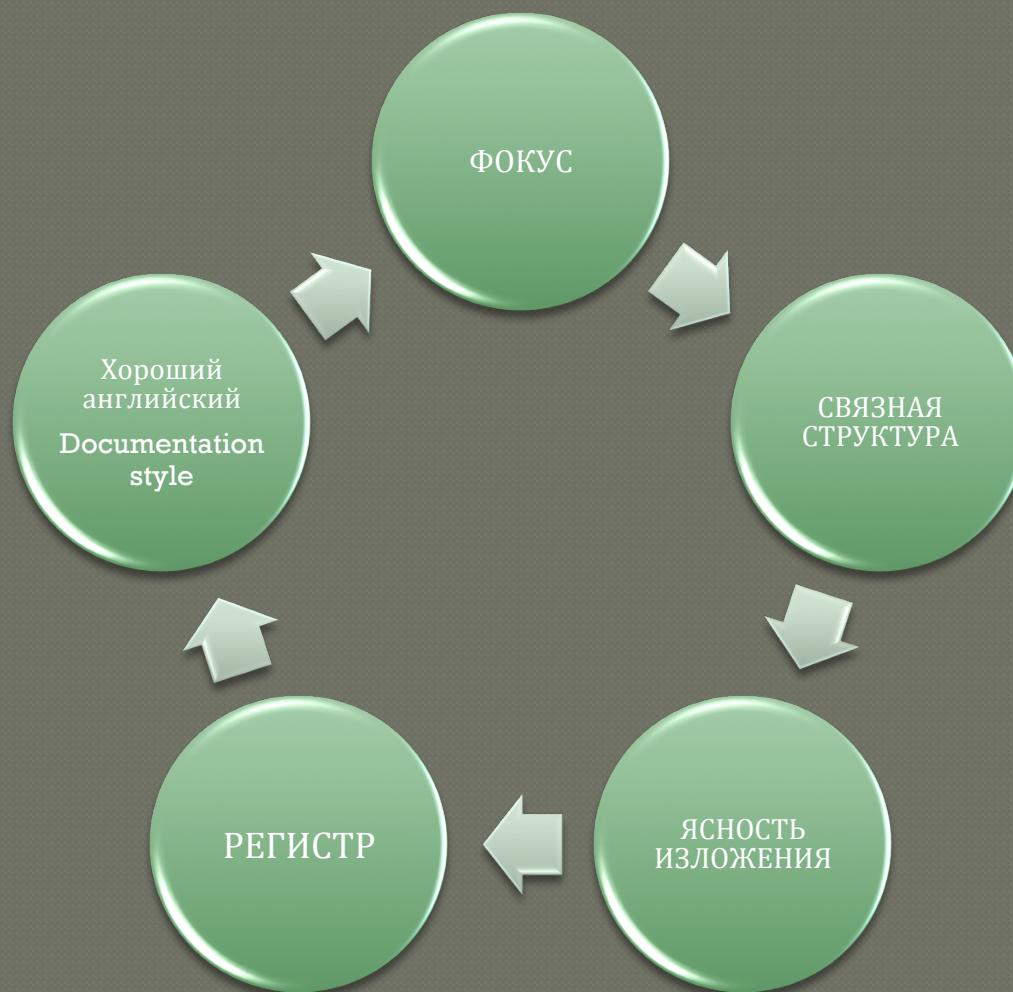 ФОКУС
СВЯЗНАЯ
СТРУКТУРА
ЯСНОСТЬ
ИЗЛОЖЕНИЯ
РЕГИСТР
Хороший
английский
Documentation
style